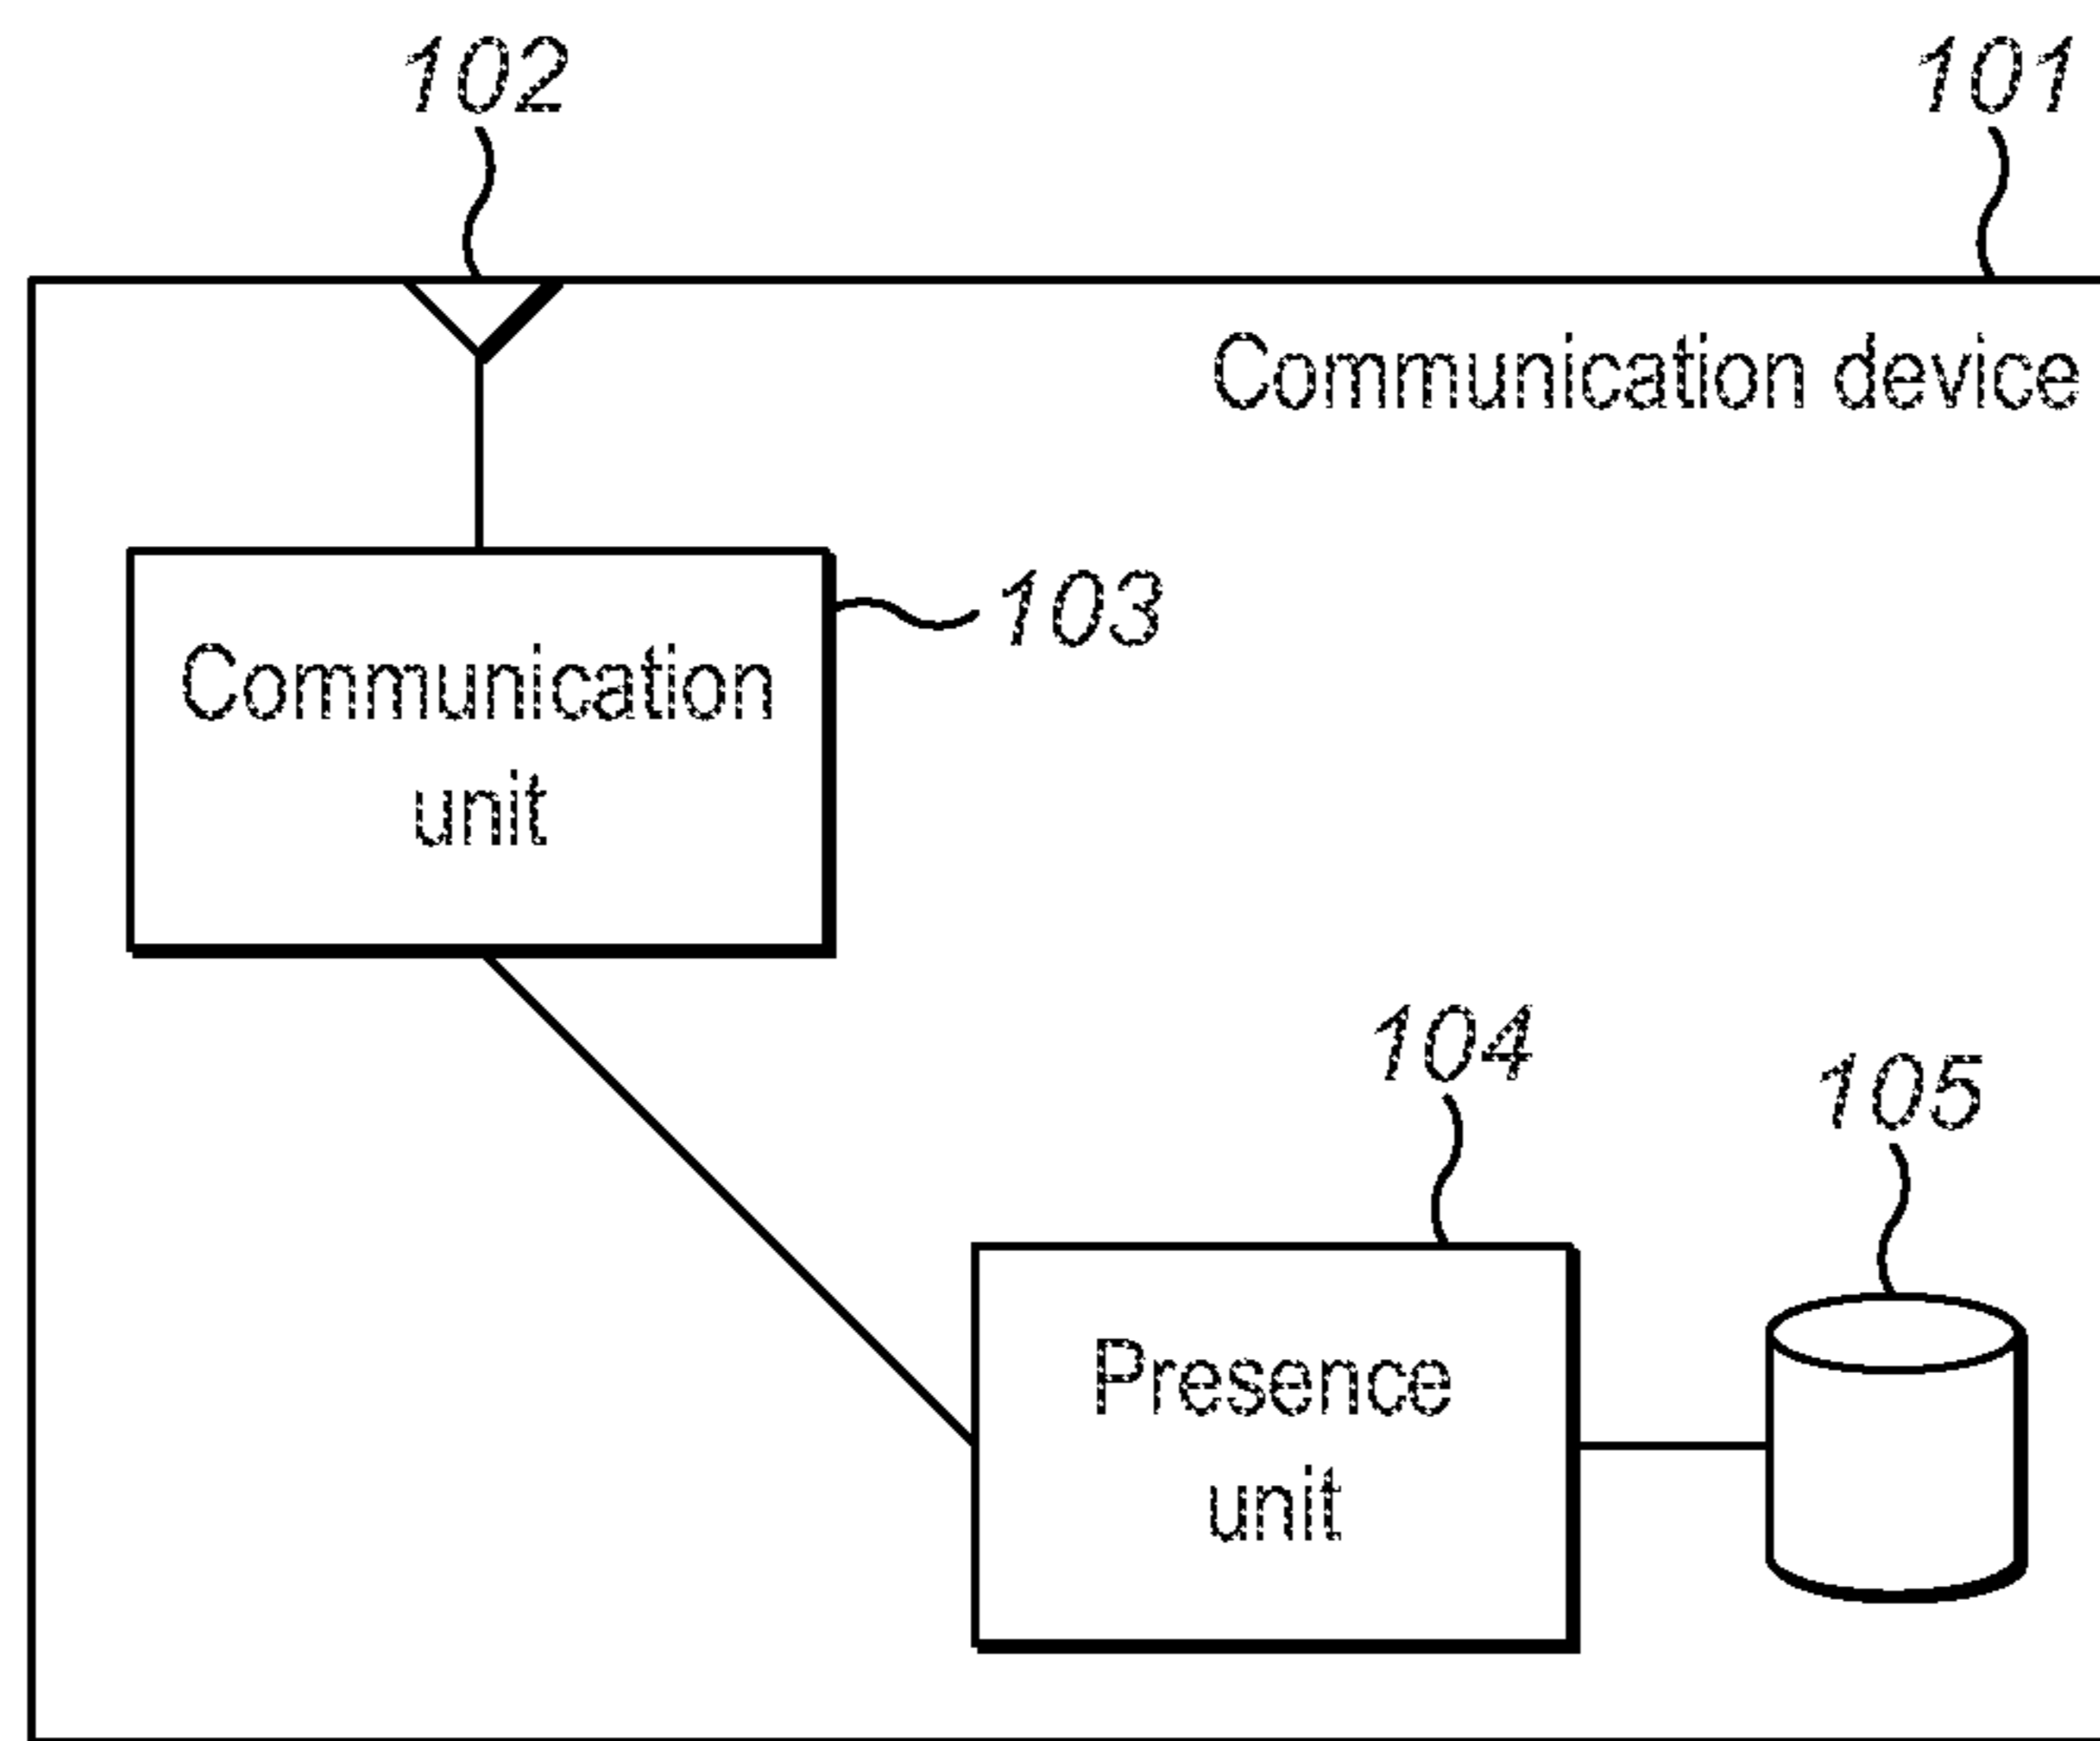 102
101
Communication device
103
Communication
unit
104
105
Presence
unit